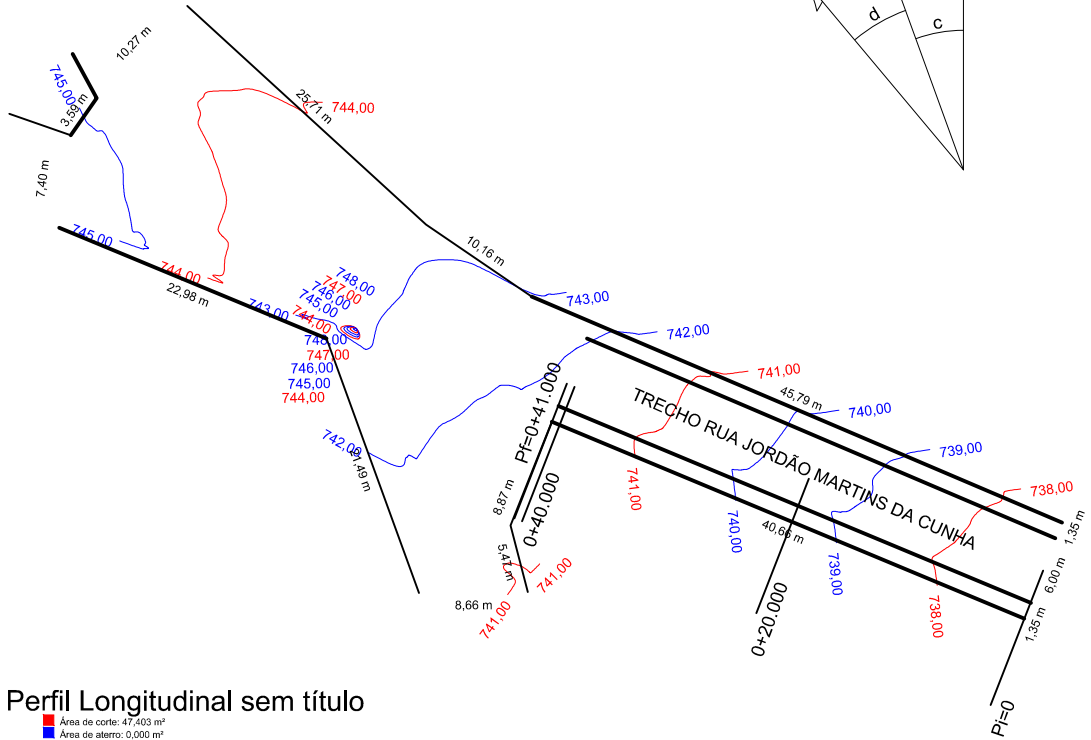 10,27 m
d
c
745,00
3,59 m
25,71 m
744,00
7,40 m
745,00
744,00
22,98 m
743,00
10,16 m
748,00
747,00
746,00
745,00
744,00
748,00
747,00
746,00
745,00
744,00
743,00
742,00
741,00
45,79 m
740,00
739,00
738,00
1,35 m
TRECHO RUA JORDÃO MARTINS DA CUNHA
Pf=0+41.000
0+40.000
8,87 m
742,00
21,49 m
741,00
740,00
40,66 m
739,00
738,00
6,00 m
1,35 m
5,47 m
741,00
8,66 m
741,00
0+20.000
Pi=0
Perfil Longitudinal sem título
Área de corte: 47,403 m²
Área de aterro: 0,000 m²